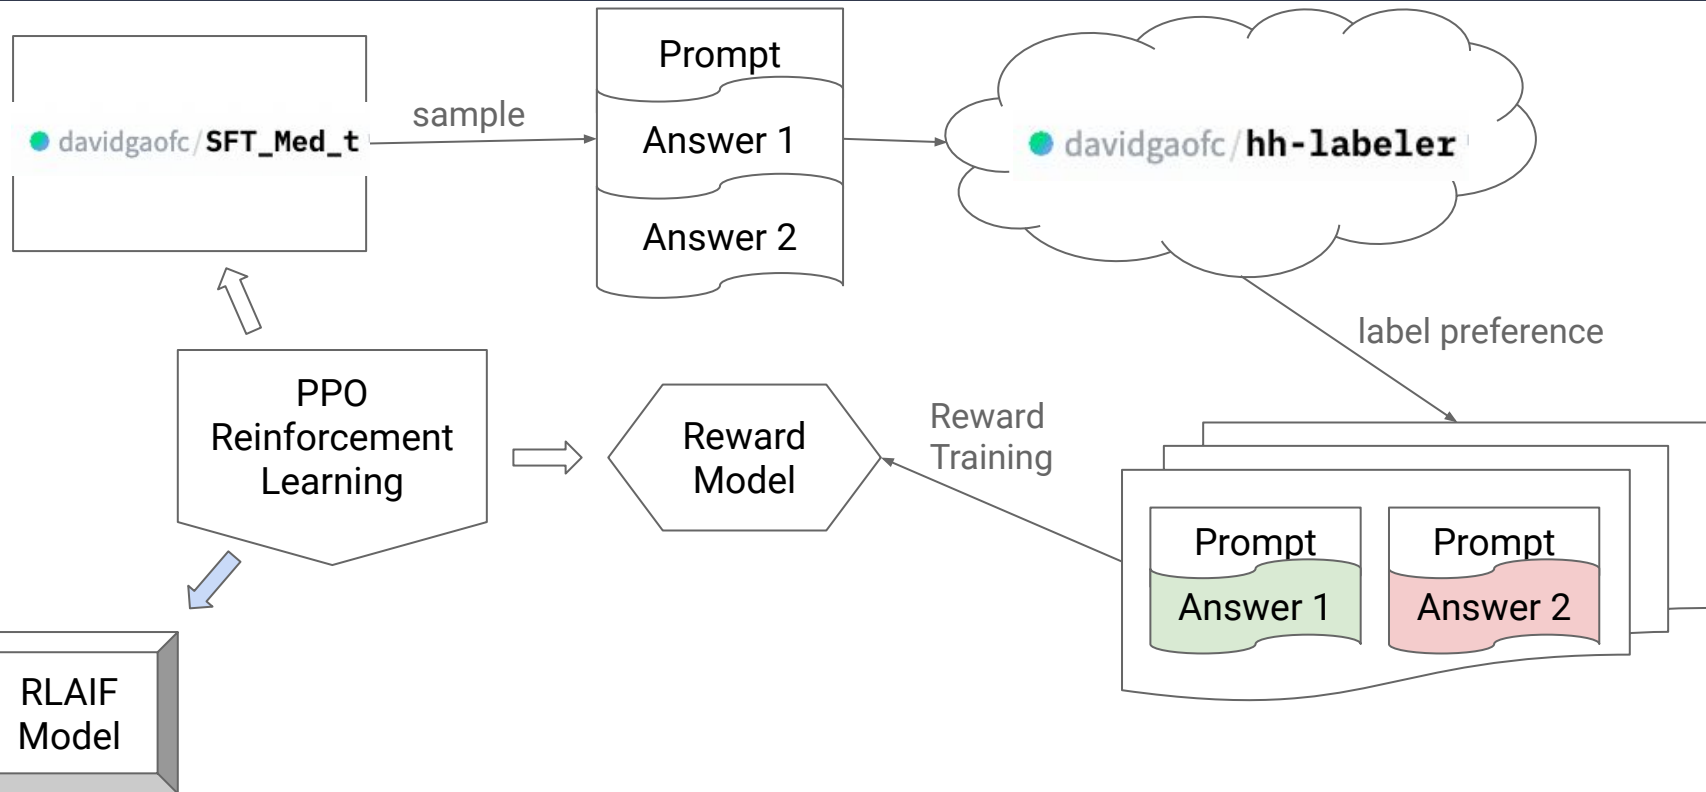 davidgaofc/SFT_Med_t
sample
Prompt
Answer 1
Answer 2
davidgaofc/hh-labeler
label preference
PPO
Reinforcement
Learning
Reward
Model
Reward
Training
Prompt
Answer 1
Prompt
Answer 2
RLAIF
Model